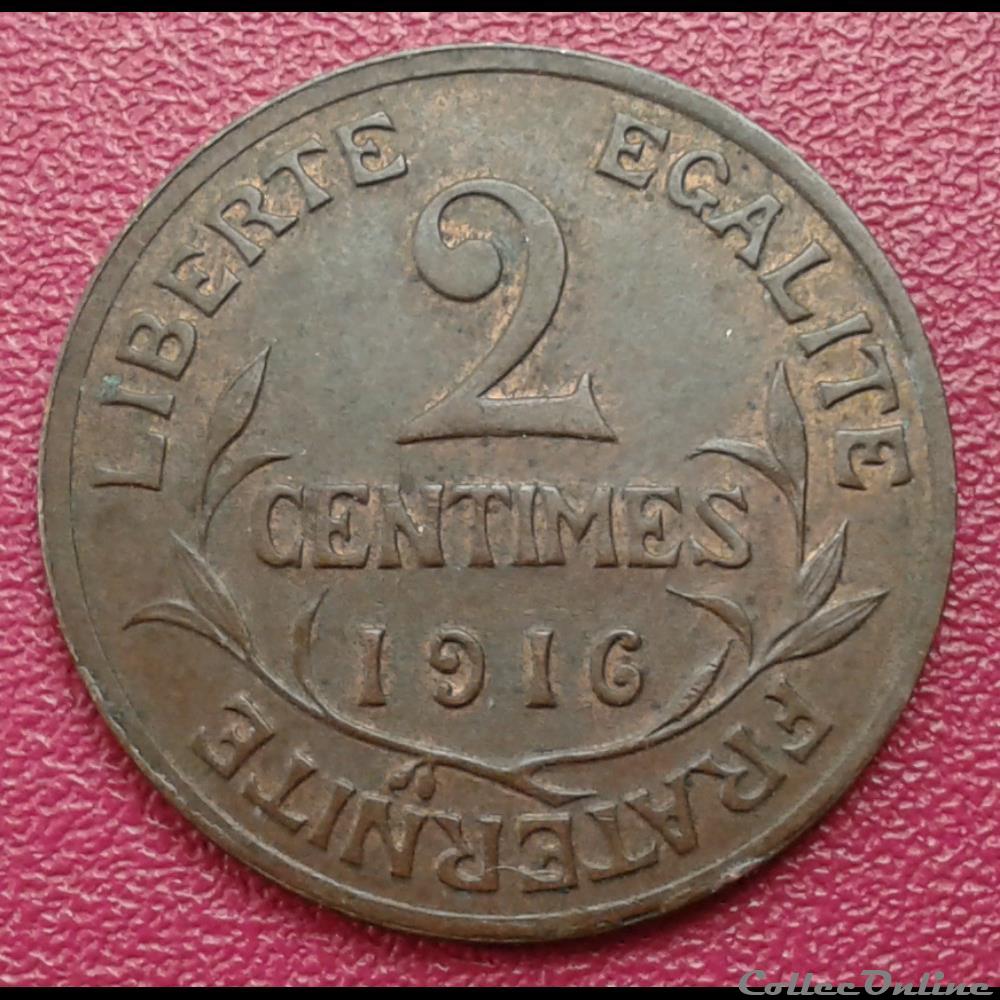 LIBERTE EGALITE FRATERNITE
2
CENTIMES
1916
CollecOnline